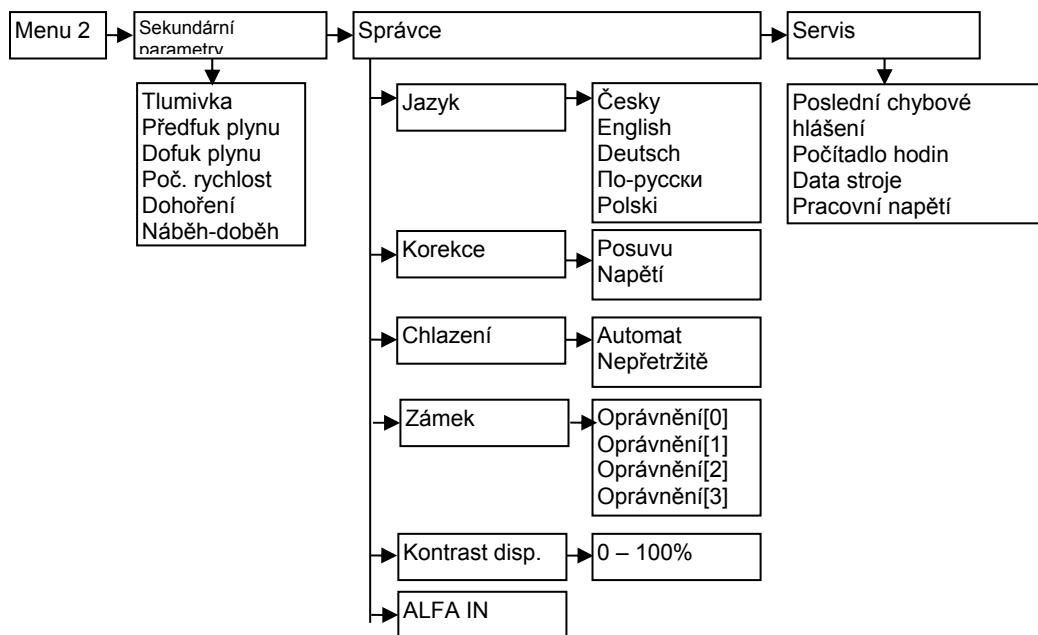 Menu 2
Sekundární
parametry
Správce
Servis
Tlumivka
Předfuk plynu
Dofuk plynu
Poč. rychlost
Dohoření
Náběh-doběh
Jazyk
Česky
English
Deutsch
По-русски
Polski
Poslední chybové
hlášení
Počítadlo hodin
Data stroje
Pracovní napětí
Korekce
Posuvu
Napětí
Chlazení
Automat
Nepřetržitě
Zámek
Oprávnění[0]
Oprávnění[1]
Oprávnění[2]
Oprávnění[3]
Kontrast disp.
0 – 100%
ALFA IN